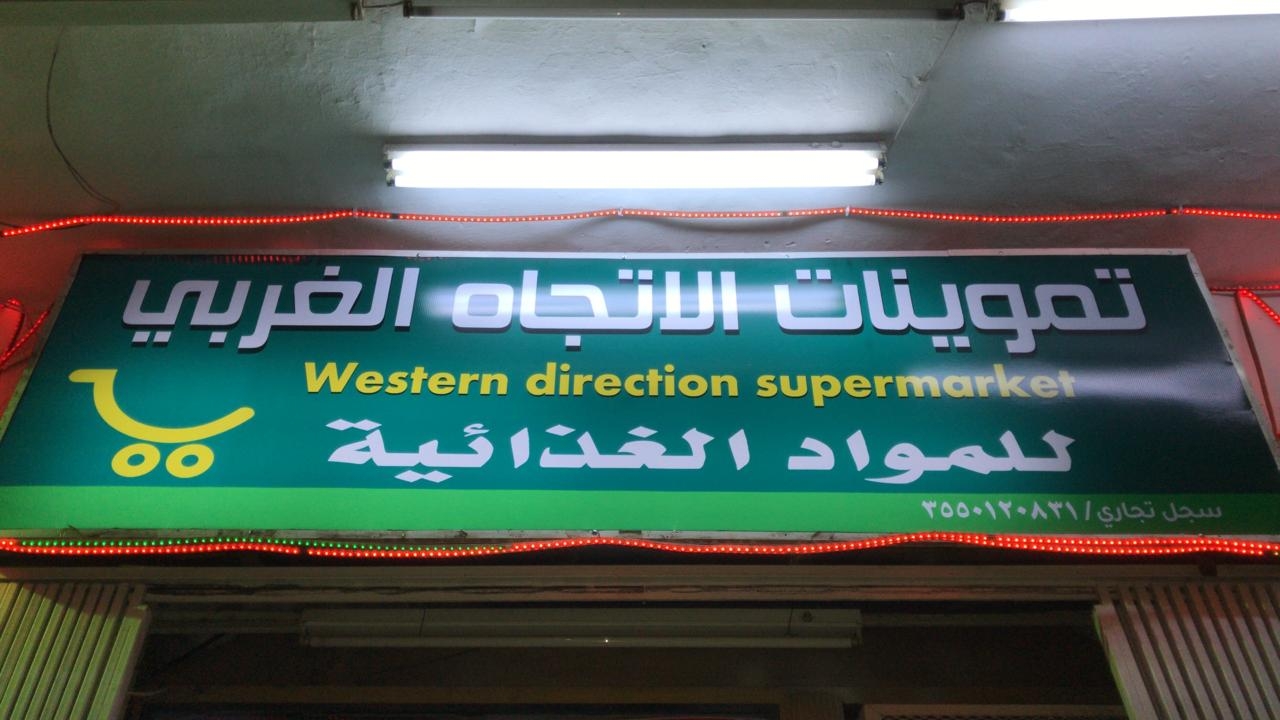 تموينات الاتجاه الغربي
Western direction supermarket
للمواد الغذائية
سجل تجاري/٣٥٥٠١٢٠٨٣١